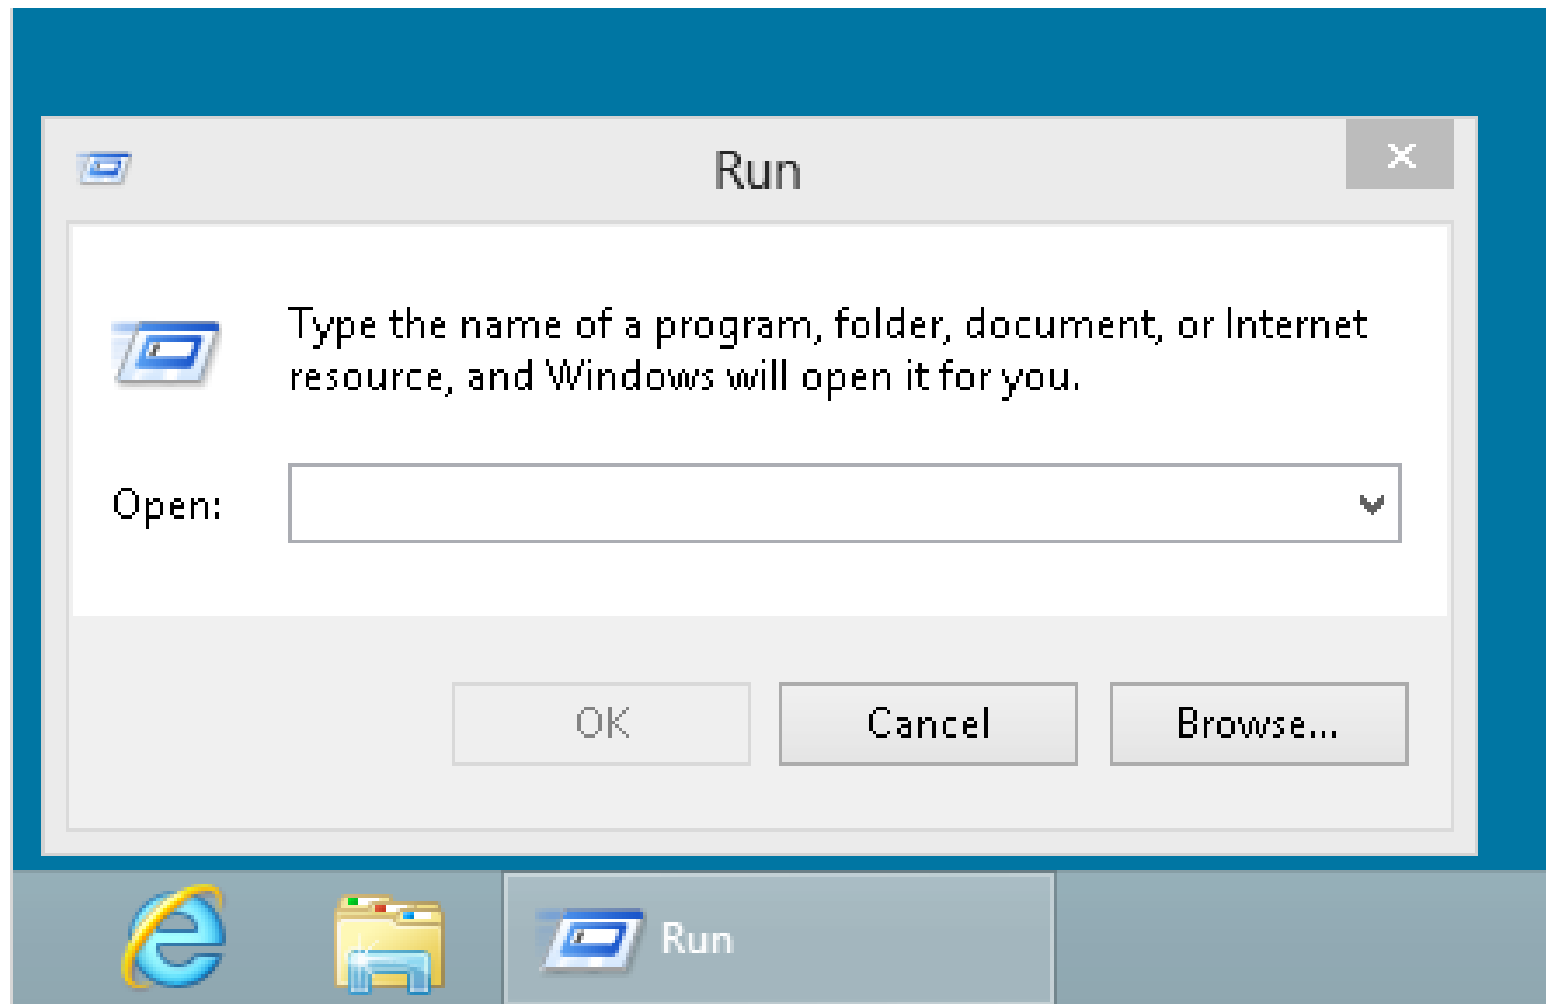 Run
Type the name of a program, folder, document, or Internet
resource, and Windows will open it for you.
Open:
OK
Cancel
Browse...
Run